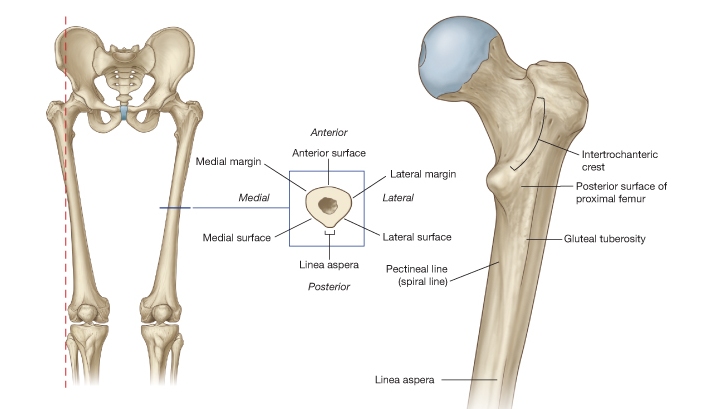 Anterior
Anterior surface
Medial margin
Lateral margin
Medial
Lateral
Medial surface
Lateral surface
Linea aspera
Posterior
Intertrochanteric
crest
Posterior surface of
proximal femur
Gluteal tuberosity
Pectineal line
(spiral line)
Linea aspera